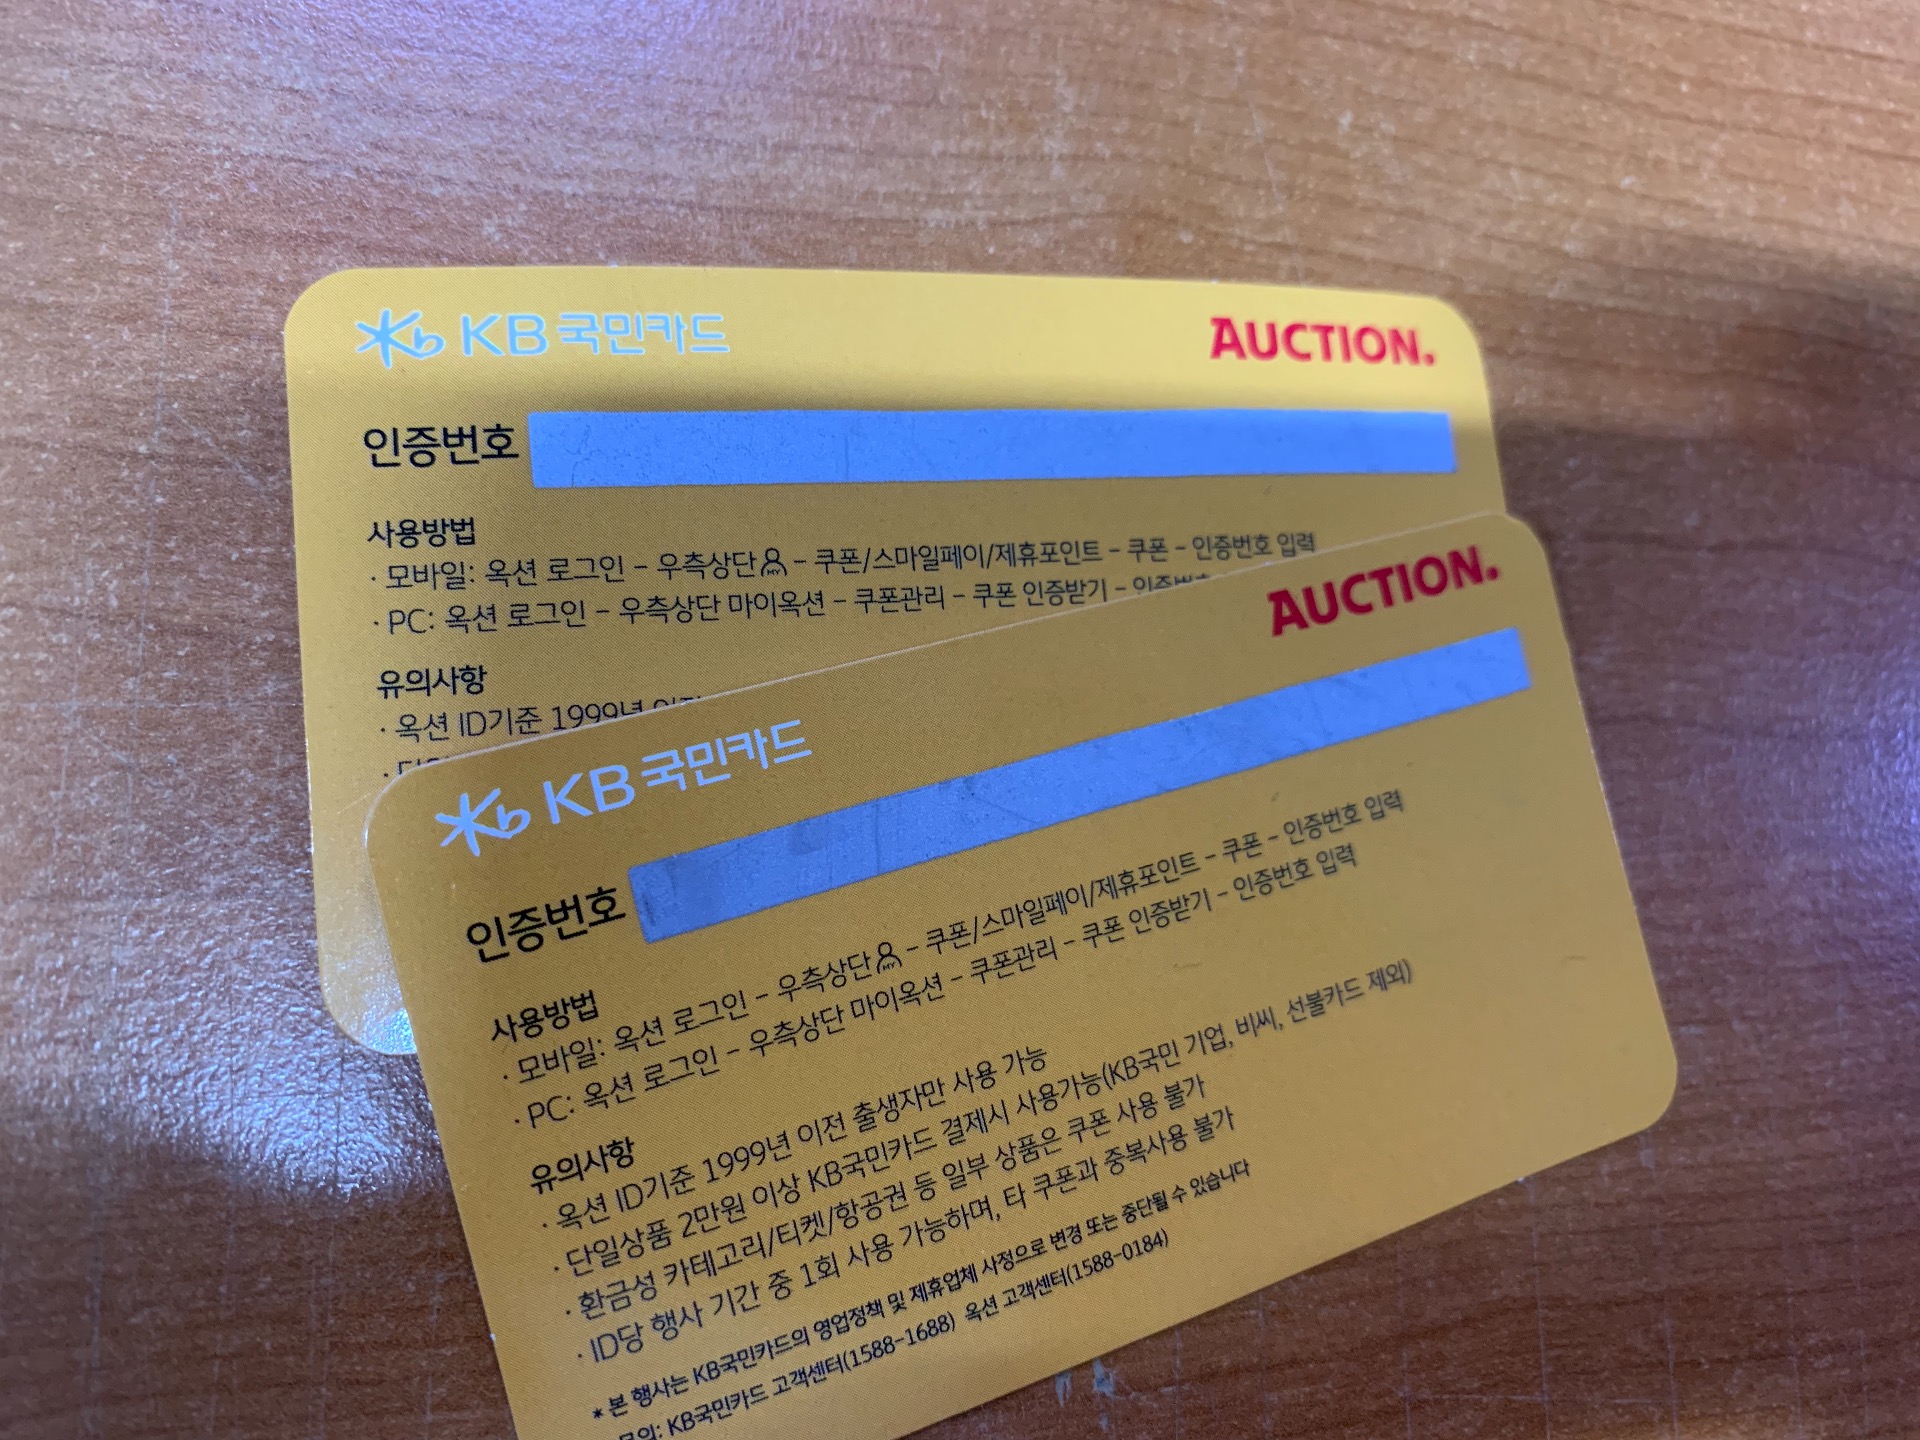 Kb KB국민카드
AUCTION.
인증번호
사용방법
· 모바일: 옥션 로그인 - 우측상단 MY - 쿠폰/스마일페이/제휴포인트 - 쿠폰 - 인증번호 입력
· PC: 옥션 로그인 - 우측상단 마이옥션 - 쿠폰관리 - 쿠폰 인증받기 - 인증번호
유의사항
· 옥션 ID기준 1999년 이전
Kb KB국민카드
AUCTION.
인증번호
사용방법
· 모바일: 옥션 로그인 - 우측상단 MY - 쿠폰/스마일페이/제휴포인트 - 쿠폰 - 인증번호 입력
· PC: 옥션 로그인 - 우측상단 마이옥션 - 쿠폰관리 - 쿠폰 인증받기 - 인증번호 입력
유의사항
· 옥션 ID기준 1999년 이전 출생자만 사용 가능
· 단일상품 2만원 이상 KB국민카드 결제시 사용가능(KB국민 기업, 비씨, 선불카드 제외)
· 환금성 카테고리/티켓/항공권 등 일부 상품은 쿠폰 사용 불가
· ID당 행사 기간 중 1회 사용 가능하며, 타 쿠폰과 중복사용 불가
* 본 행사는 KB국민카드의 영업정책 및 제휴업체 사정으로 변경 또는 중단될 수 있습니다
문의: KB국민카드 고객센터(1588-1688) 옥션 고객센터(1588-0184)